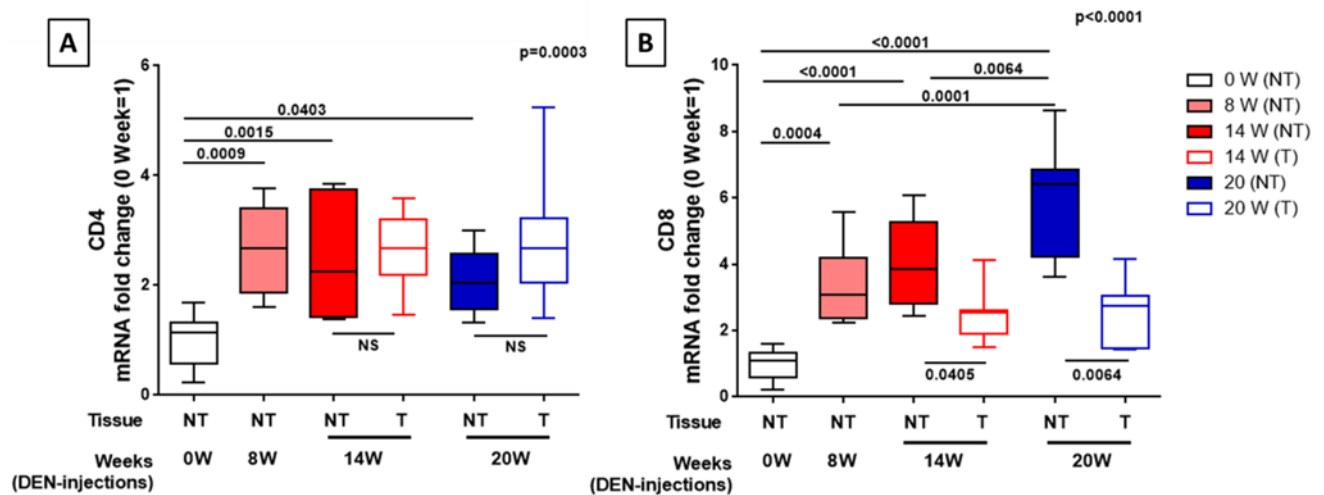 A
p=0.0003
CD4
mRNA fold change (0 Week=1)
6
4
2
0
0.0403
0.0015
0.0009
NS
NS
Tissue
NT NT NT T NT T
Weeks
(DEN-injections)
0W 8W 14W 20W
B
p<0.0001
CD8
mRNA fold change (0 Week=1)
10
8
6
4
2
0
<0.0001
<0.0001
0.0064
0.0001
0.0004
0.0405
0.0064
Tissue
NT NT NT T NT T
Weeks
(DEN-injections)
0W 8W 14W 20W
0 W (NT)
8 W (NT)
14 W (NT)
14 W (T)
20 (NT)
20 W (T)